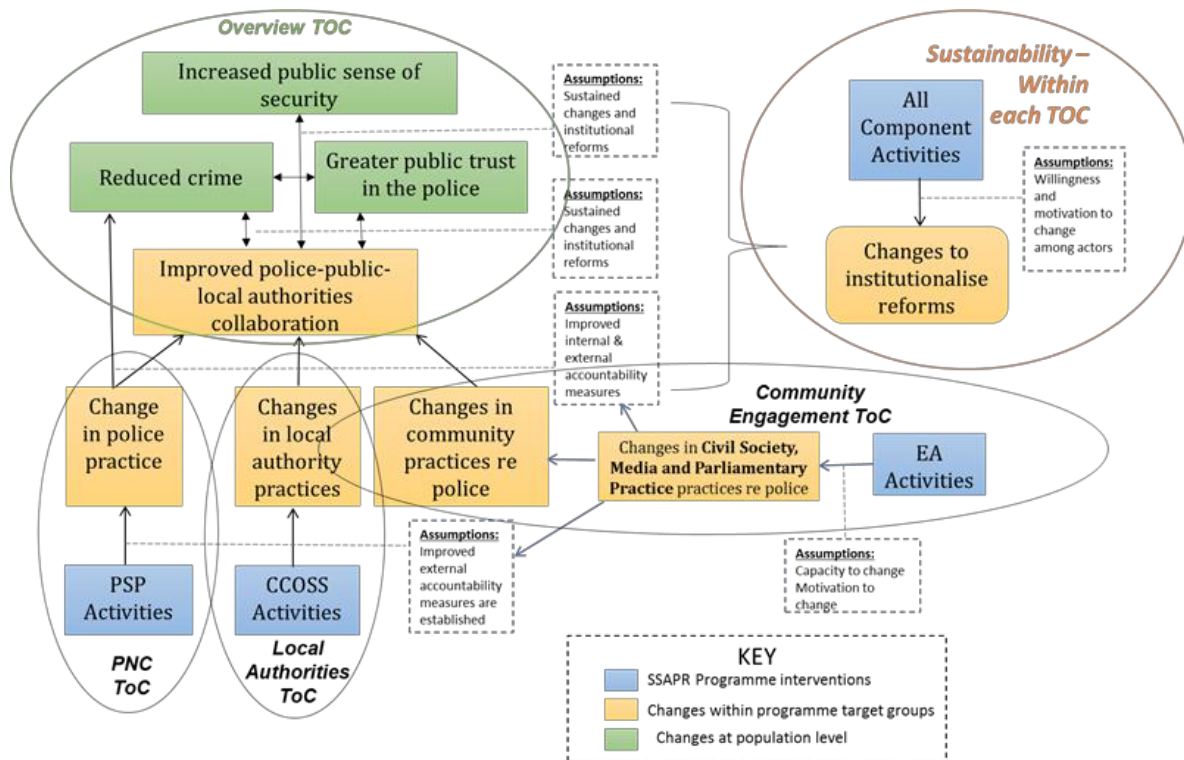 Overview TOC
Increased public sense of
security
Reduced crime
Greater public trust
in the police
Improved police-public-
local authorities
collaboration
Assumptions:
Sustained
changes and
institutional
reforms
Assumptions:
Sustained
changes and
institutional
reforms
Assumptions:
Improved
internal &
external
accountability
measures
Sustainability –
Within
each TOC
All
Component
Activities
Assumptions:
Willingness
and
motivation to
change
among actors
Changes to
institutionalise
reforms
Change
in police
practice
Changes
in local
authority
practices
Changes in
community
practices re
police
Community
Engagement ToC
Changes in Civil Society,
Media and Parliamentary
Practice practices re police
EA
Activities
PSP
Activities
CCOSS
Activities
Assumptions:
Improved
external
accountability
measures are
established
Assumptions:
Capacity to change
Motivation to
change
PNC
ToC
Local
Authorities
ToC
KEY
SSAPR Programme interventions
Changes within programme target groups
Changes at population level